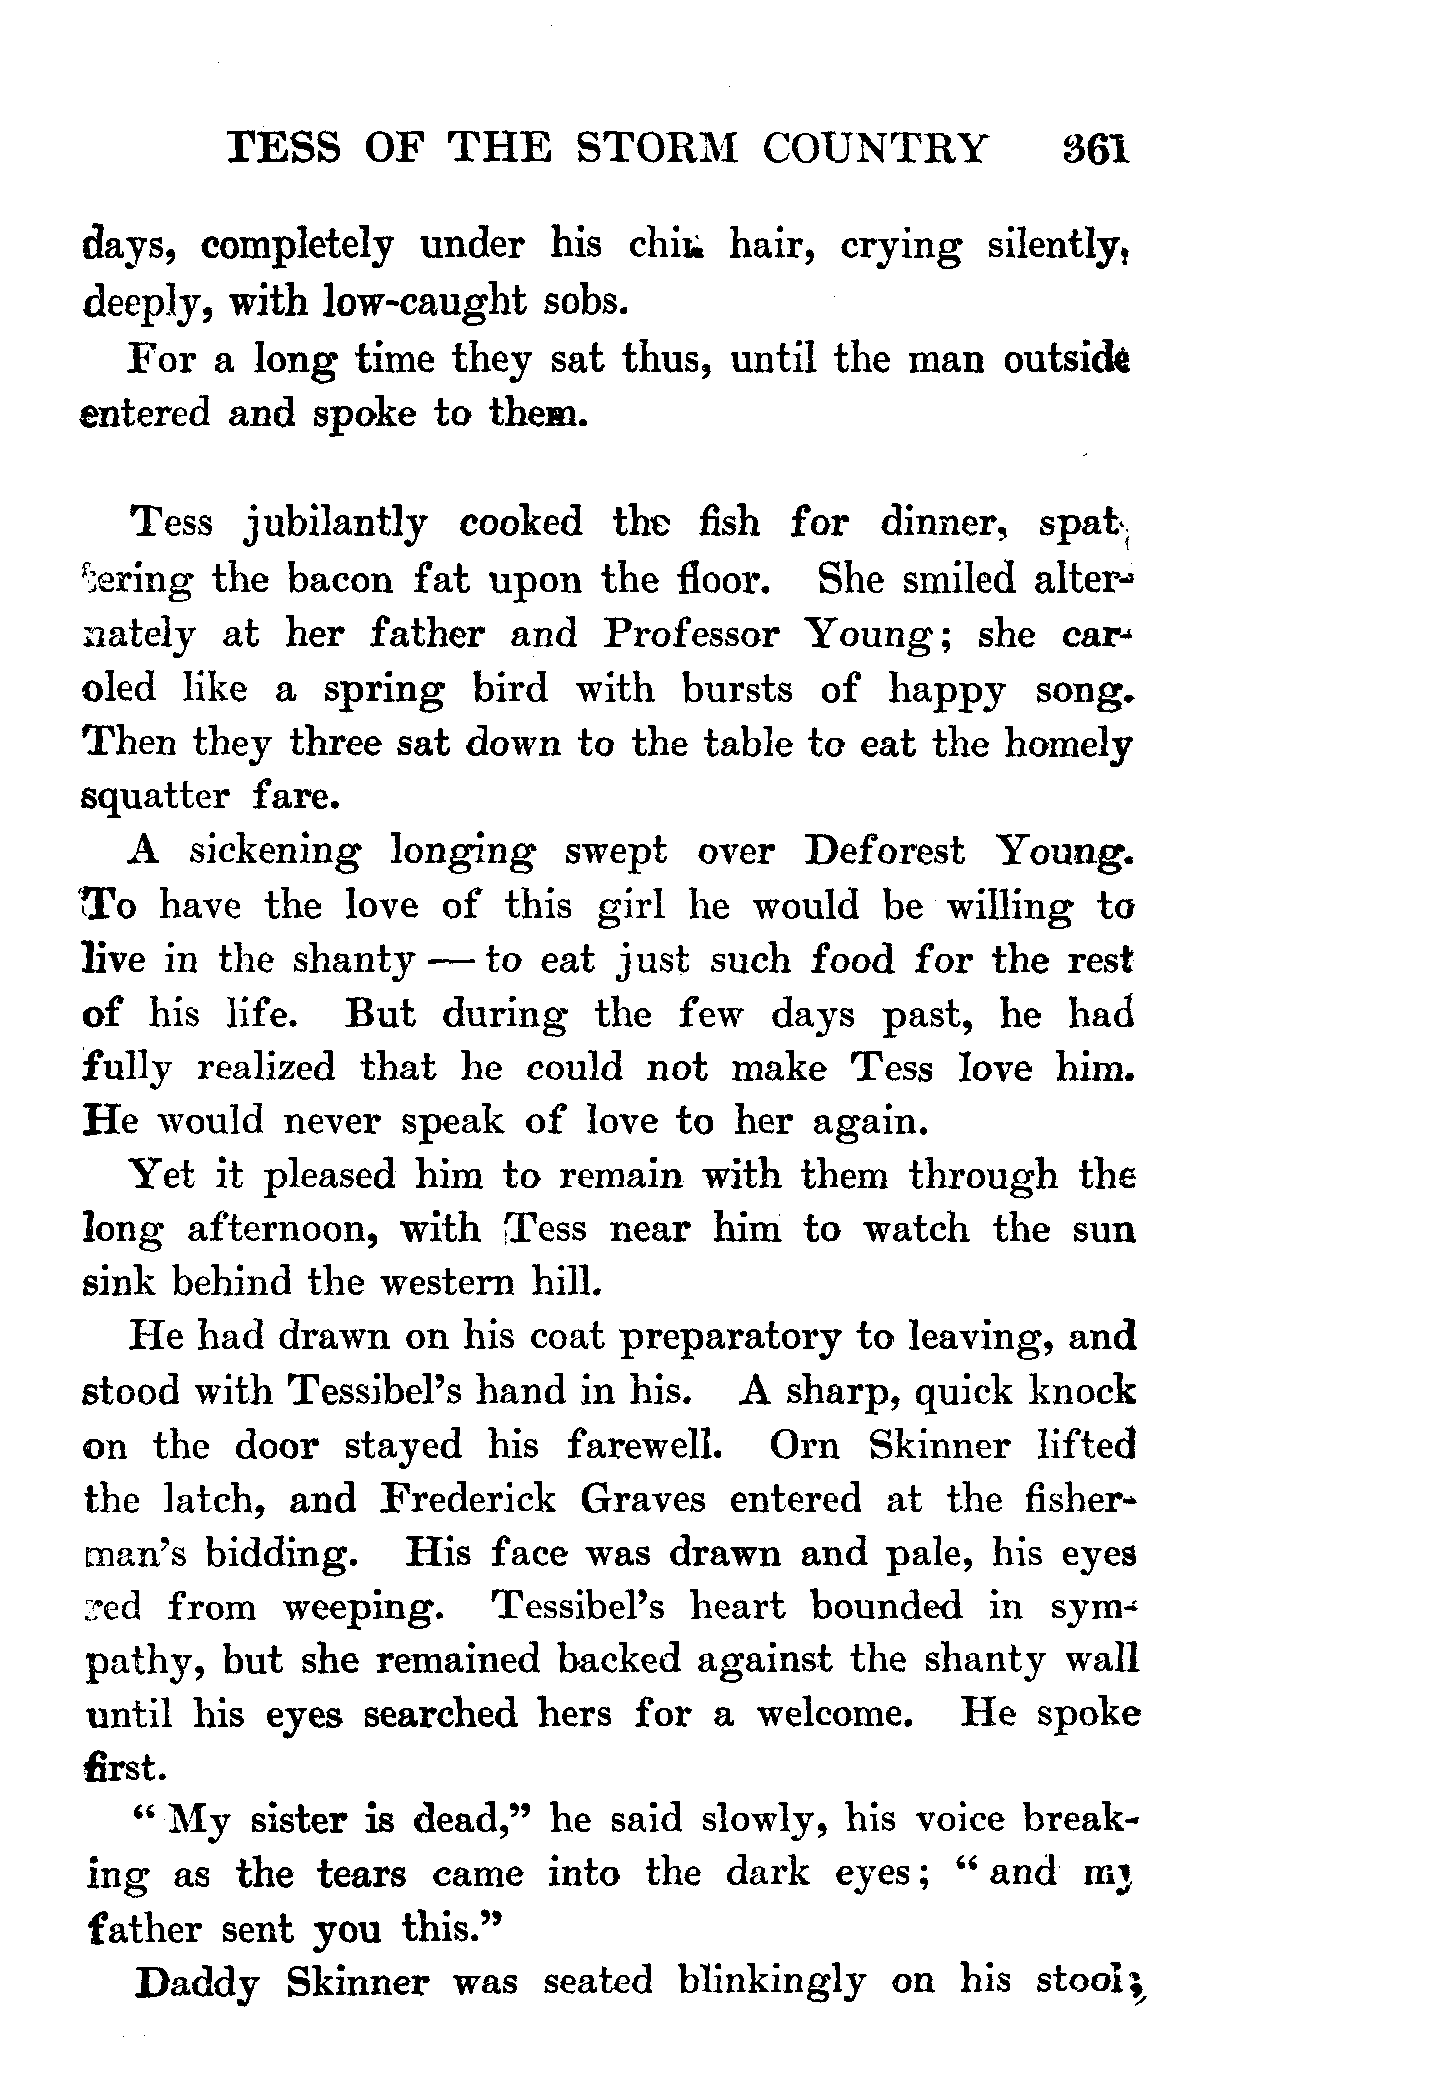 TESS OF THE STORM COUNTRY 361
days, completely under his chin hair, crying silently,
deeply, with low-caught sobs.
For a long time they sat thus, until the man outside
entered and spoke to them.
Tess jubilantly cooked the fish for dinner, spat-
tering the bacon fat upon the floor. She smiled alter-
nately at her father and Professor Young; she car-
oled like a spring bird with bursts of happy song.
Then they three sat down to the table to eat the homely
squatter fare.
A sickening longing swept over Deforest Young.
To have the love of this girl he would be willing to
live in the shanty — to eat just such food for the rest
of his life. But during the few days past, he had
fully realized that he could not make Tess love him.
He would never speak of love to her again.
Yet it pleased him to remain with them through the
long afternoon, with Tess near him to watch the sun
sink behind the western hill.
He had drawn on his coat preparatory to leaving, and
stood with Tessibel's hand in his. A sharp, quick knock
on the door stayed his farewell. Orn Skinner lifted
the latch, and Frederick Graves entered at the fisher-
man's bidding. His face was drawn and pale, his eyes
red from weeping. Tessibel's heart bounded in sym-
pathy, but she remained backed against the shanty wall
until his eyes searched hers for a welcome. He spoke
first.
" My sister is dead," he said slowly, his voice break-
ing as the tears came into the dark eyes; " and my
father sent you this."
Daddy Skinner was seated blinkingly on his stool;